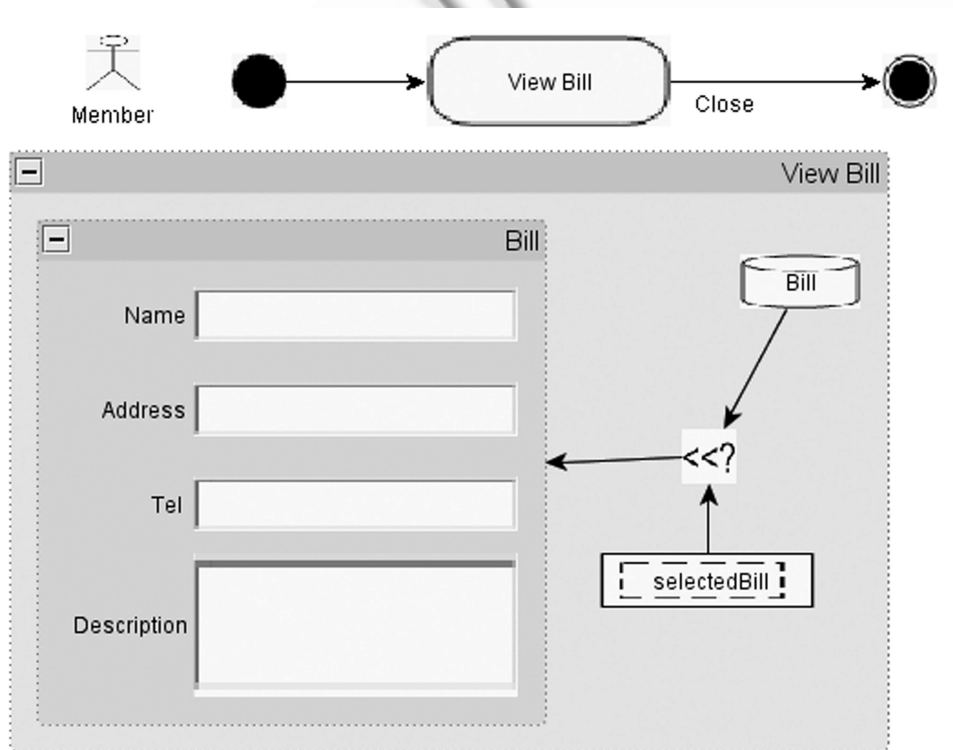 Member
View Bill
Close
View Bill
Bill
Name
Address
Tel
Description
Bill
<<?
selectedBill